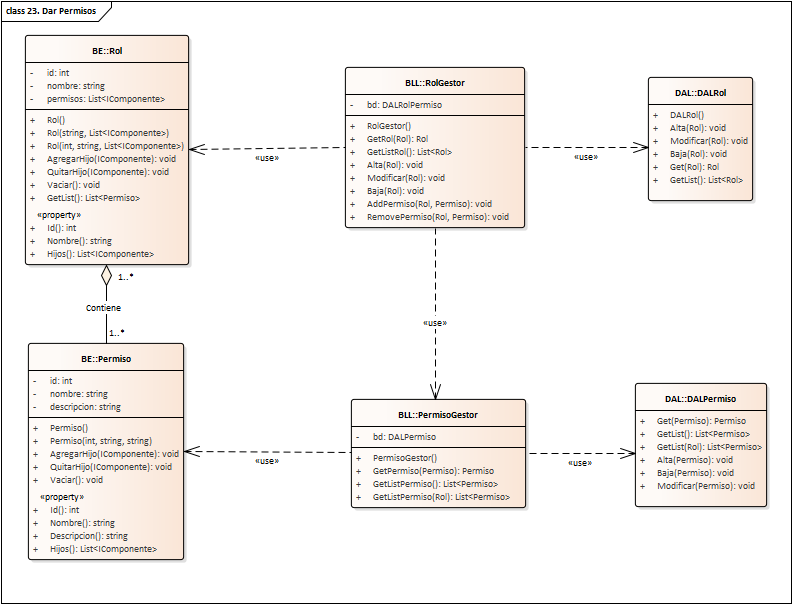 class 23. Dar Permisos
BE::Rol
- id: int
- nombre: string
- permisos: List<IComponente>
+ Rol()
+ Rol(string, List<IComponente>)
+ Rol(int, string, List<IComponente>)
+ AgregarHijo(IComponente): void
+ QuitarHijo(IComponente): void
+ Vaciar(): void
+ GetList(): List<Permiso>
«property»
+ Id(): int
+ Nombre(): string
+ Hijos(): List<IComponente>
«use»
BLL::RolGestor
- bd: DALRolPermiso
+ RolGestor()
+ GetRol(Rol): Rol
+ GetListRol(): List<Rol>
+ Alta(Rol): void
+ Modificar(Rol): void
+ Baja(Rol): void
+ AddPermiso(Rol, Permiso): void
+ RemovePermiso(Rol, Permiso): void
«use»
DAL::DALRol
+ DALRol()
+ Alta(Rol): void
+ Modificar(Rol): void
+ Baja(Rol): void
+ Get(Rol): Rol
+ GetList(): List<Rol>
1..*
Contiene
1..*
«use»
BE::Permiso
- id: int
- nombre: string
- descripcion: string
+ Permiso()
+ Permiso(int, string, string)
+ AgregarHijo(IComponente): void
+ QuitarHijo(IComponente): void
+ Vaciar(): void
«property»
+ Id(): int
+ Nombre(): string
+ Descripcion(): string
+ Hijos(): List<IComponente>
«use»
BLL::PermisoGestor
- bd: DALPermiso
+ PermisoGestor()
+ GetPermiso(Permiso): Permiso
+ GetListPermiso(): List<Permiso>
+ GetListPermiso(Rol): List<Permiso>
«use»
DAL::DALPermiso
+ Get(Permiso): Permiso
+ GetList(): List<Permiso>
+ GetList(Rol): List<Permiso>
+ Alta(Permiso): void
+ Baja(Permiso): void
+ Modificar(Permiso): void